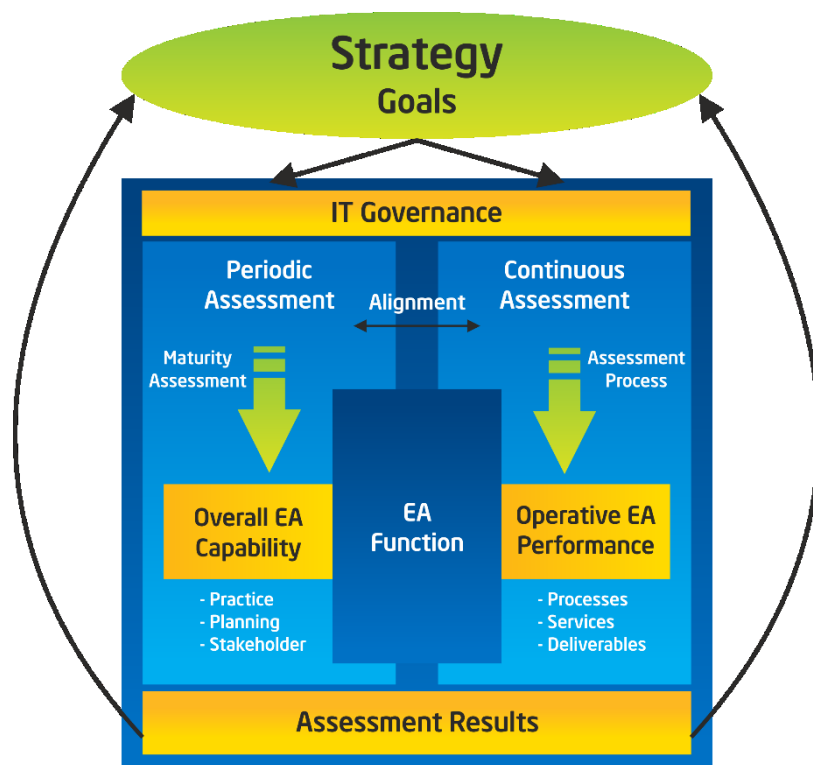 Strategy
Goals
IT Governance
Periodic
Assessment
Alignment
Continuous
Assessment
Maturity
Assessment
Assessment
Process
Overall EA
Capability
EA
Function
Operative EA
Performance
- Practice
- Planning
- Stakeholder
- Processes
- Services
- Deliverables
Assessment Results